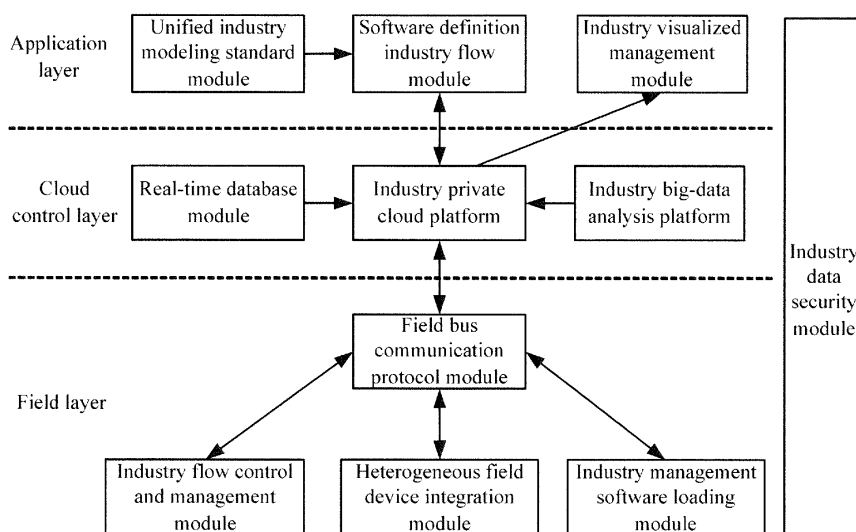 Application
layer
Unified industry
modeling standard
module
Software definition
industry flow
module
Industry visualized
management
module
Cloud
control layer
Real-time database
module
Industry private
cloud platform
Industry big-data
analysis platform
Industry
data
security
module
Field layer
Field bus
communication
protocol module
Industry flow control
and management
module
Heterogeneous field
device integration
module
Industry management
software loading
module